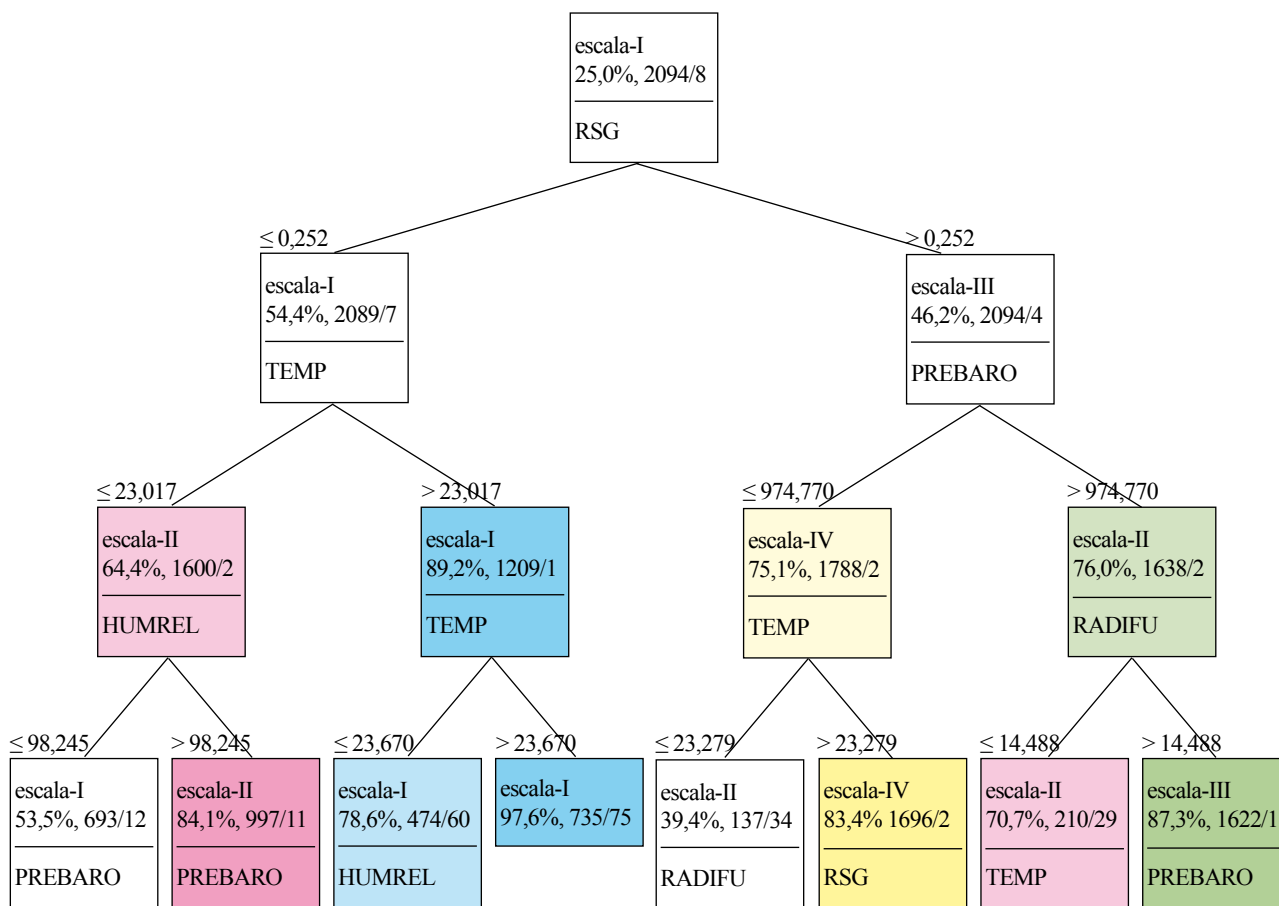 escala-I
25,0%, 2094/8
RSG
≤ 0,252
> 0,252
escala-I
54,4%, 2089/7
TEMP
escala-III
46,2%, 2094/4
PREBARO
≤ 23,017
> 23,017
≤ 974,770
> 974,770
escala-II
64,4%, 1600/2
HUMREL
escala-I
89,2%, 1209/1
TEMP
escala-IV
75,1%, 1788/2
TEMP
escala-II
76,0%, 1638/2
RADIFU
≤ 98,245
> 98,245
≤ 23,670
> 23,670
≤ 23,279
> 23,279
≤ 14,488
> 14,488
escala-I
53,5%, 693/12
PREBARO
escala-II
84,1%, 997/11
PREBARO
escala-I
78,6%, 474/60
HUMREL
escala-I
97,6%, 735/75
escala-II
39,4%, 137/34
RADIFU
escala-IV
83,4% 1696/2
RSG
escala-II
70,7%, 210/29
TEMP
escala-III
87,3%, 1622/1
PREBARO